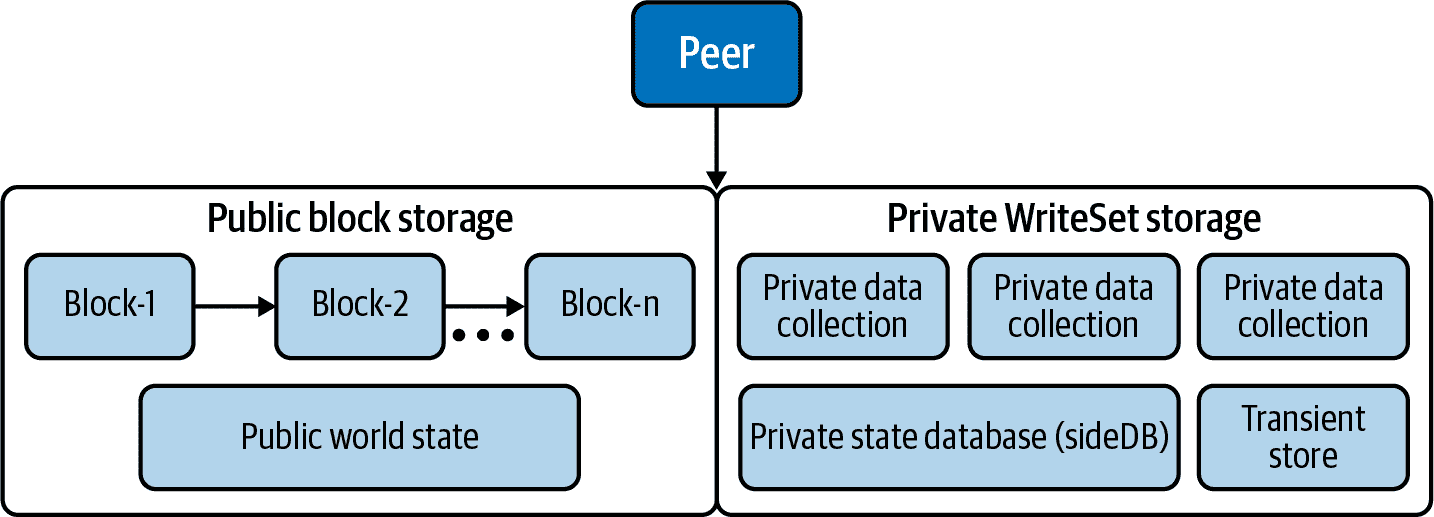 Peer
Public block storage
Block-1
Block-2
Block-n
Public world state
Private WriteSet storage
Private data
collection
Private data
collection
Private data
collection
Private state database (sideDB)
Transient
store